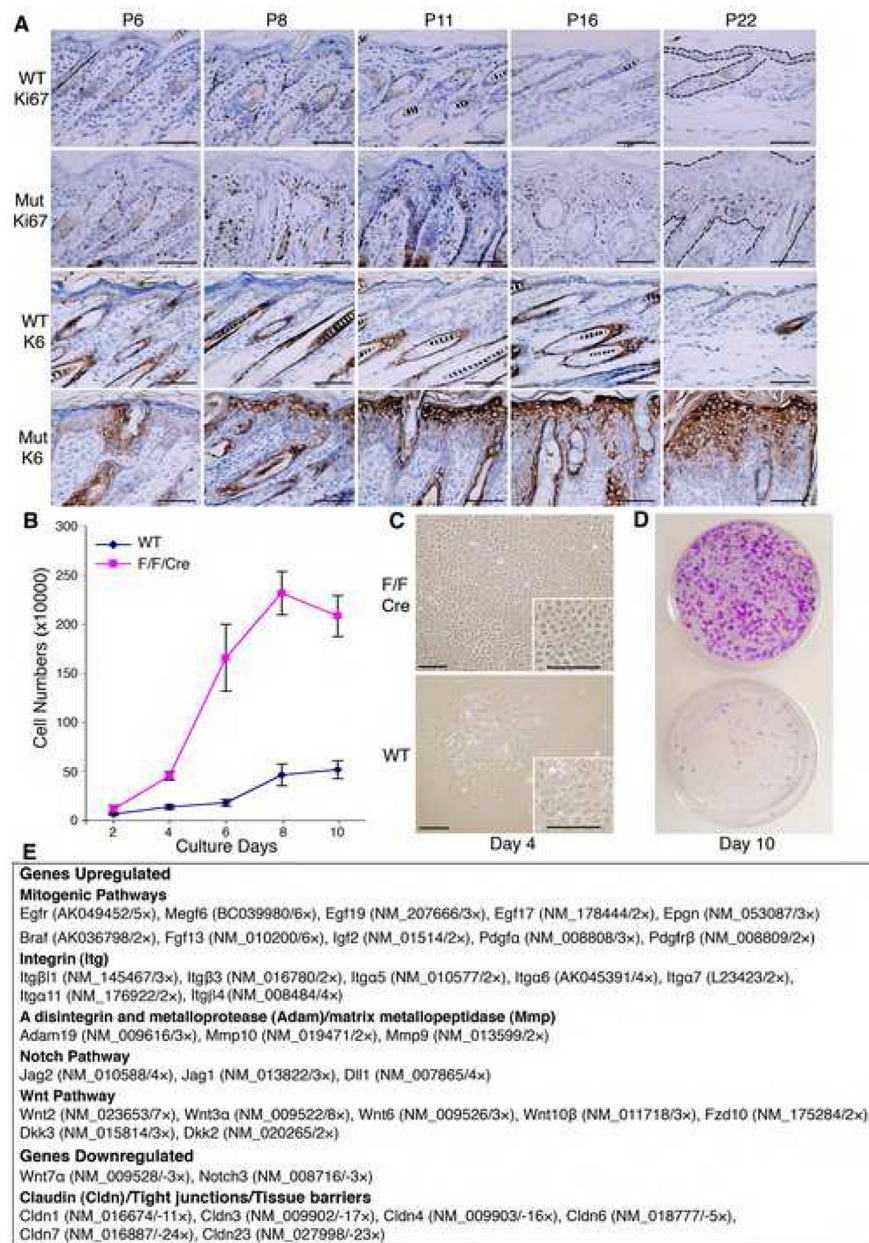 A P6 P8 P11 P16 P22
WT
Ki67
Mut
Ki67
WT
K6
Mut
K6
B
300
250
200
150
100
50
0
2 4 6 8 10
Cell Numbers (x10000)
Culture Days
WT
F/F/Cre
C
F/F
Cre
WT
Day 4
D
Day 10
E
Genes Upregulated
Mitogenic Pathways
Egfr (AK049452/5×), Megf6 (BC039980/6×), Egf19 (NM_207666/3×), Egf17 (NM_178444/2×), Epgn (NM_053087/3×)
Braf (AK036798/2×), Fgf13 (NM_010200/6×), Igf2 (NM_01514/2×), Pdgfα (NM_008808/3×), Pdgfrβ (NM_008809/2×)
Integrin (Itg)
Itgβl1 (NM_145467/3×), Itgβ3 (NM_016780/2×), Itgα5 (NM_010577/2×), Itgα6 (AK045391/4×), Itgα7 (L23423/2×),
Itgα11 (NM_176922/2×), Itgβ4 (NM_008484/4×)
A disintegrin and metalloprotease (Adam)/matrix metallopeptidase (Mmp)
Adam19 (NM_009616/3×), Mmp10 (NM_019471/2×), Mmp9 (NM_013599/2×)
Notch Pathway
Jag2 (NM_010588/4×), Jag1 (NM_013822/3×), Dll1 (NM_007865/4×)
Wnt Pathway
Wnt2 (NM_023653/7×), Wnt3α (NM_009522/8×), Wnt6 (NM_009526/3×), Wnt10β (NM_011718/3×), Fzd10 (NM_175284/2×),
Dkk3 (NM_015814/3×), Dkk2 (NM_020265/2×)
Genes Downregulated
Wnt7α (NM_009528/-3×), Notch3 (NM_008716/-3×)
Claudin (Cldn)/Tight junctions/Tissue barriers
Cldn1 (NM_016674/-11×), Cldn3 (NM_009902/-17×), Cldn4 (NM_009903/-16×), Cldn6 (NM_018777/-5×),
Cldn7 (NM_016887/-24×), Cldn23 (NM_027998/-23×)